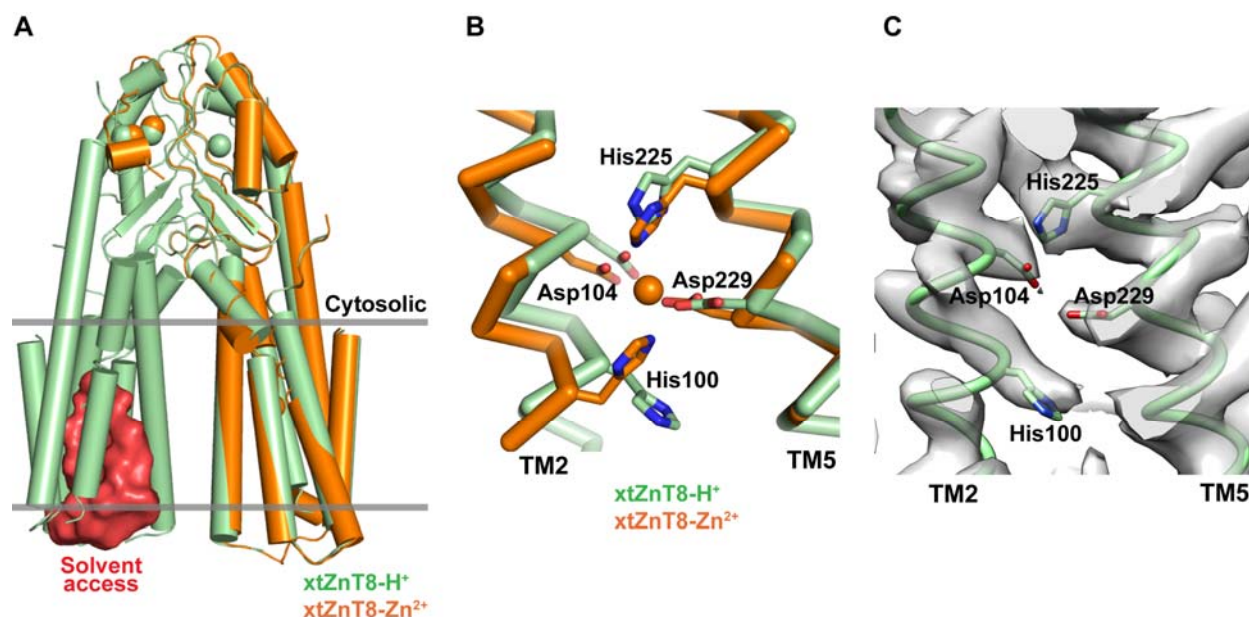 A
Cytosolic
Solvent
access
xtZnT8-H⁺
xtZnT8-Zn²⁺
B
His225
Asp104
Asp229
His100
TM2
TM5
xtZnT8-H⁺
xtZnT8-Zn²⁺
C
His225
Asp104
Asp229
His100
TM2
TM5